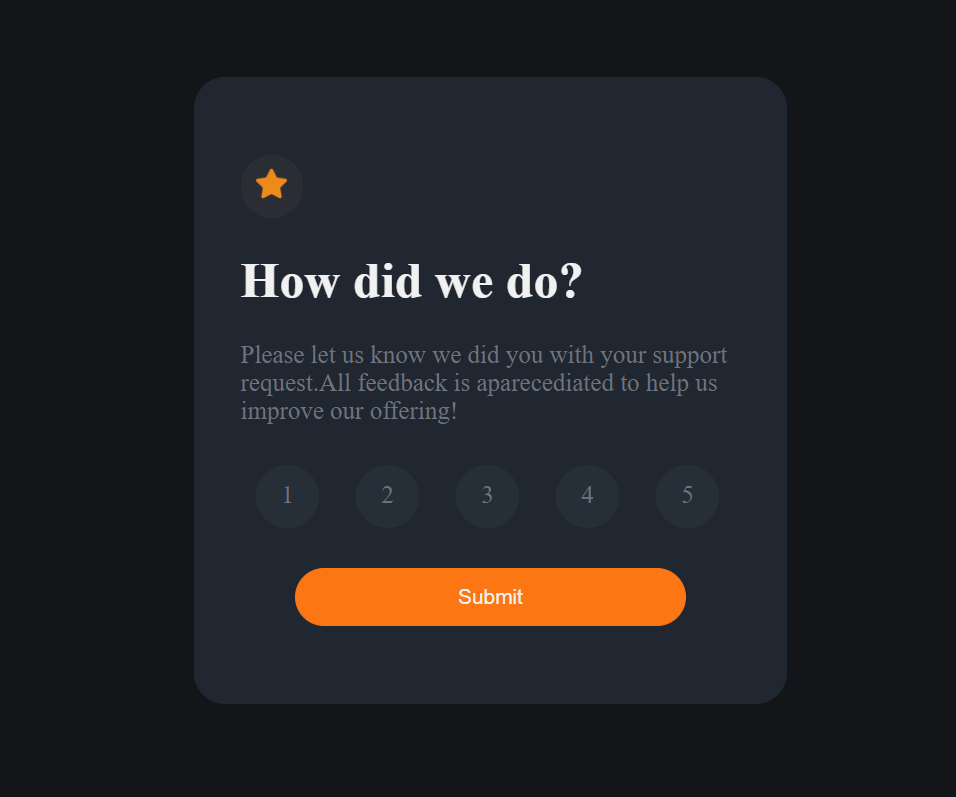 How did we do?
Please let us know we did you with your support
request.All feedback is aparecediated to help us
improve our offering!
1 2 3 4 5
Submit